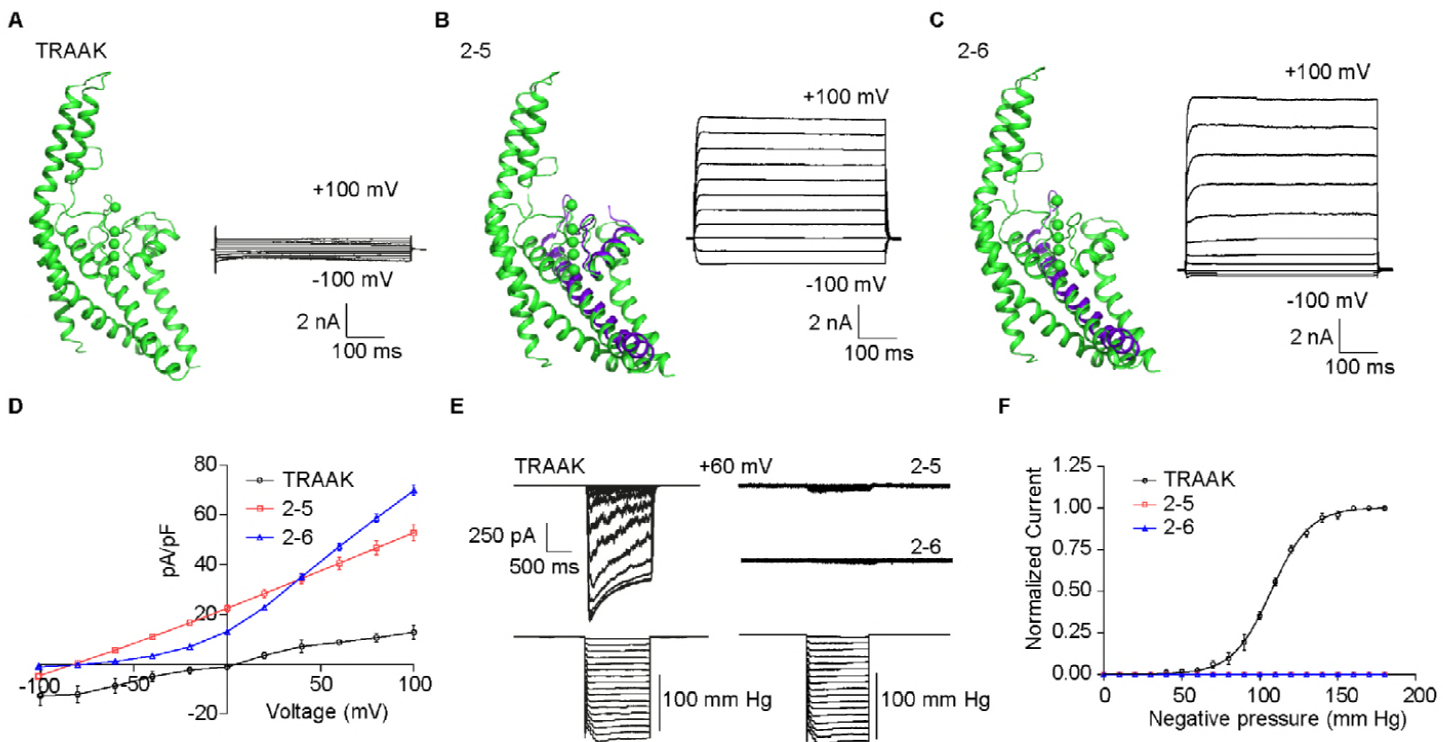 A
TRAAK
+100 mV
-100 mV
2 nA
100 ms
B
2-5
+100 mV
-100 mV
2 nA
100 ms
C
2-6
+100 mV
-100 mV
2 nA
100 ms
D
TRAAK
2-5
2-6
pA/pF
80
60
40
20
-20
-100
-50
50
100
Voltage (mV)
E
TRAAK
+60 mV
2-5
250 pA
500 ms
2-6
100 mm Hg
100 mm Hg
F
TRAAK
2-5
2-6
Normalized Current
1.25
1.00
0.75
0.50
0.25
0.00
0
50
100
150
200
Negative pressure (mm Hg)